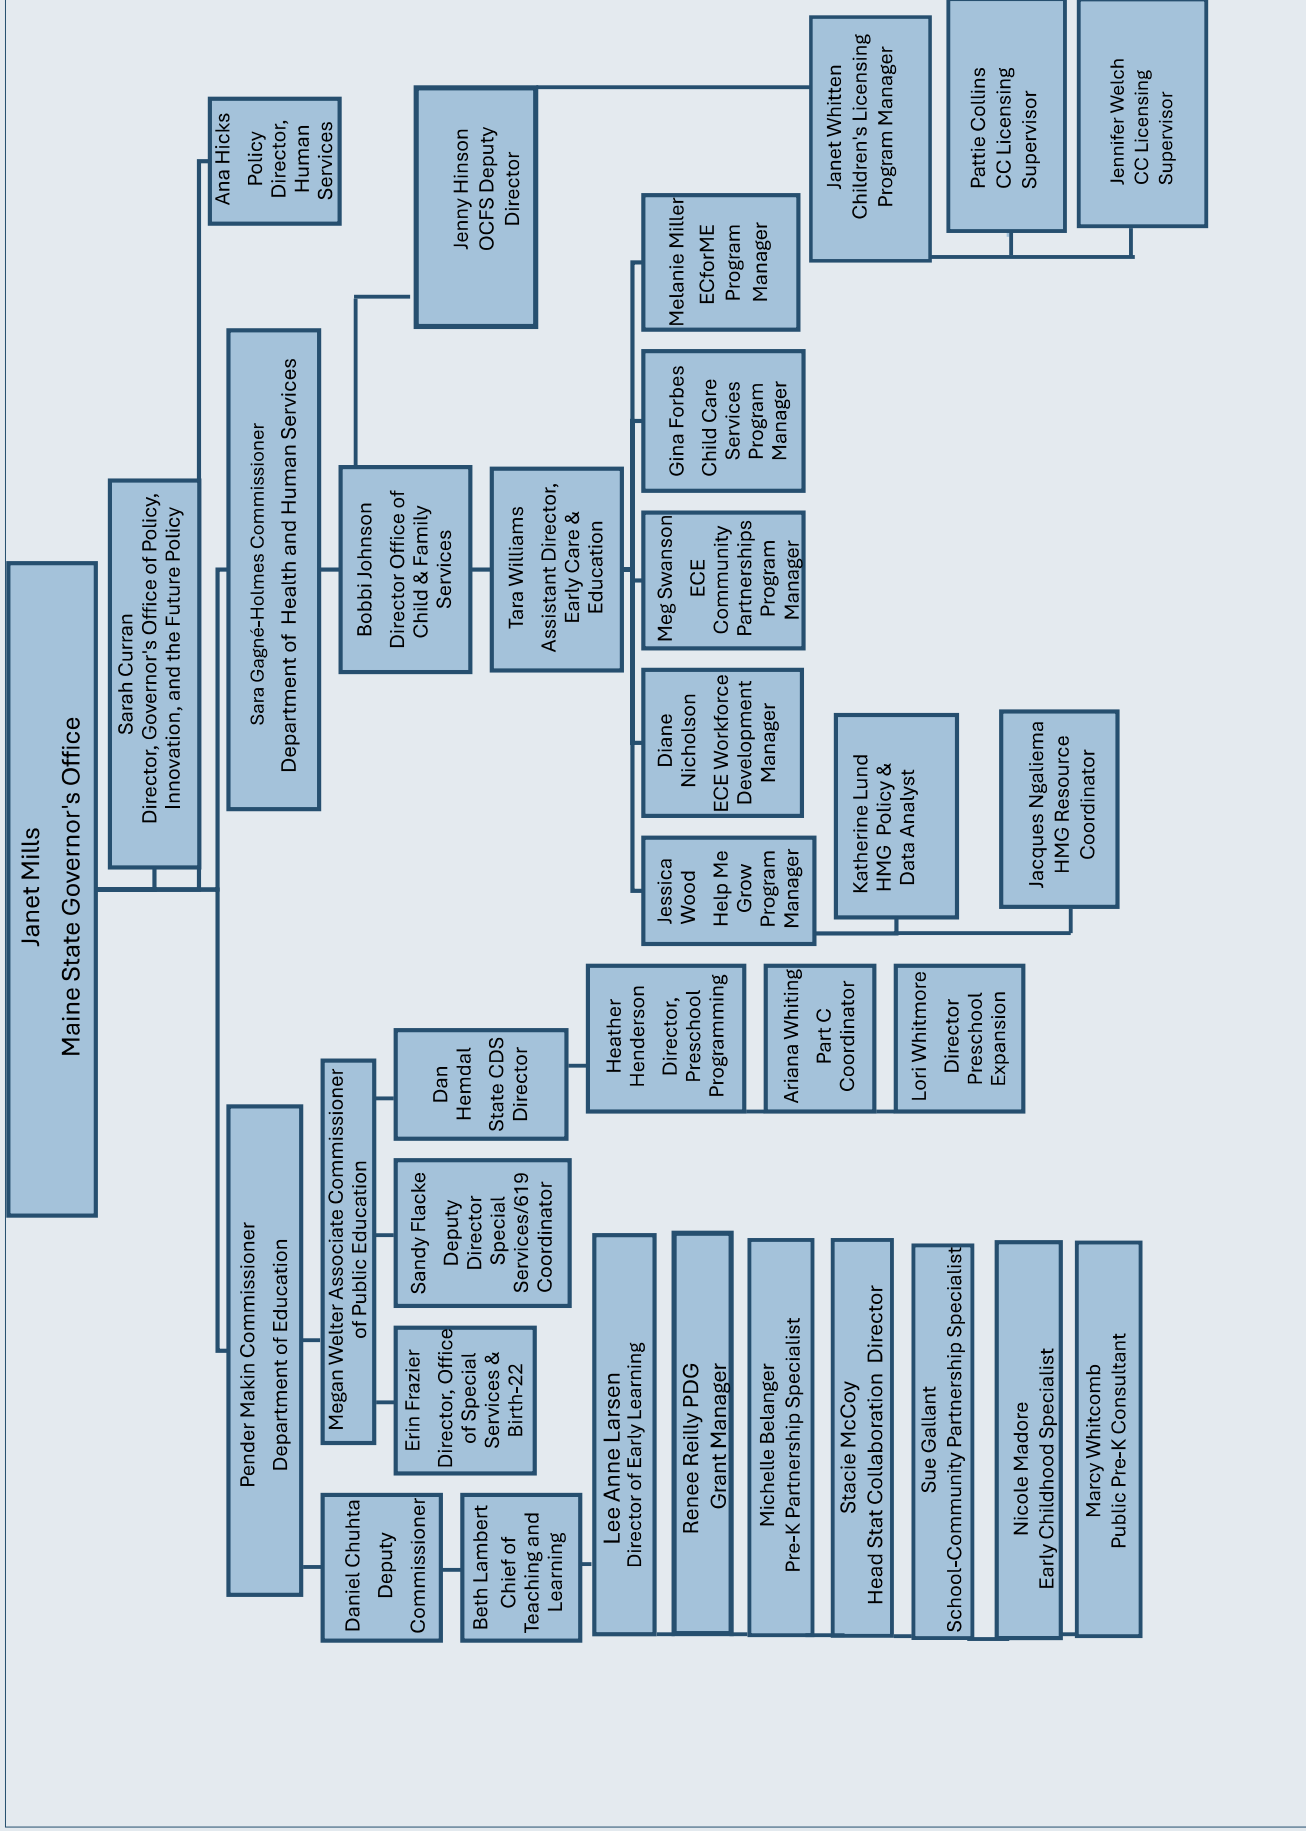 Janet Mills
Maine State Governor's Office
Sarah Curran
Director, Governor's Office of Policy,
Innovation, and the Future Policy
Ana Hicks
Policy
Director,
Human
Services
Pender Makin Commissioner
Department of Education
Sara Gagné-Holmes Commissioner
Department of Health and Human Services
Daniel Chuhta
Deputy
Commissioner
Megan Welter Associate Commissioner
of Public Education
Bobbi Johnson
Director Office of
Child & Family
Services
Jenny Hinson
OCFS Deputy
Director
Beth Lambert
Chief of
Teaching and
Learning
Erin Frazier
Director, Office
of Special
Services &
Birth-22
Sandy Flacke
Deputy
Director
Special
Services/619
Coordinator
Dan
Hemdal
State CDS
Director
Tara Williams
Assistant Director,
Early Care &
Education
Lee Anne Larsen
Director of Early Learning
Renee Reilly PDG
Grant Manager
Michelle Belanger
Pre-K Partnership Specialist
Stacie McCoy
Head Stat Collaboration Director
Sue Gallant
School-Community Partnership Specialist
Nicole Madore
Early Childhood Specialist
Marcy Whitcomb
Public Pre-K Consultant
Heather
Henderson
Director,
Preschool
Programming
Ariana Whiting
Part C
Coordinator
Lori Whitmore
Director
Preschool
Expansion
Jessica
Wood
Help Me
Grow
Program
Manager
Diane
Nicholson
ECE Workforce
Development
Manager
Meg Swanson
ECE
Community
Partnerships
Program
Manager
Gina Forbes
Child Care
Services
Program
Manager
Melanie Miller
ECforME
Program
Manager
Katherine Lund
HMG Policy &
Data Analyst
Jacques Ngaliema
HMG Resource
Coordinator
Janet Whitten
Children's Licensing
Program Manager
Pattie Collins
CC Licensing
Supervisor
Jennifer Welch
CC Licensing
Supervisor